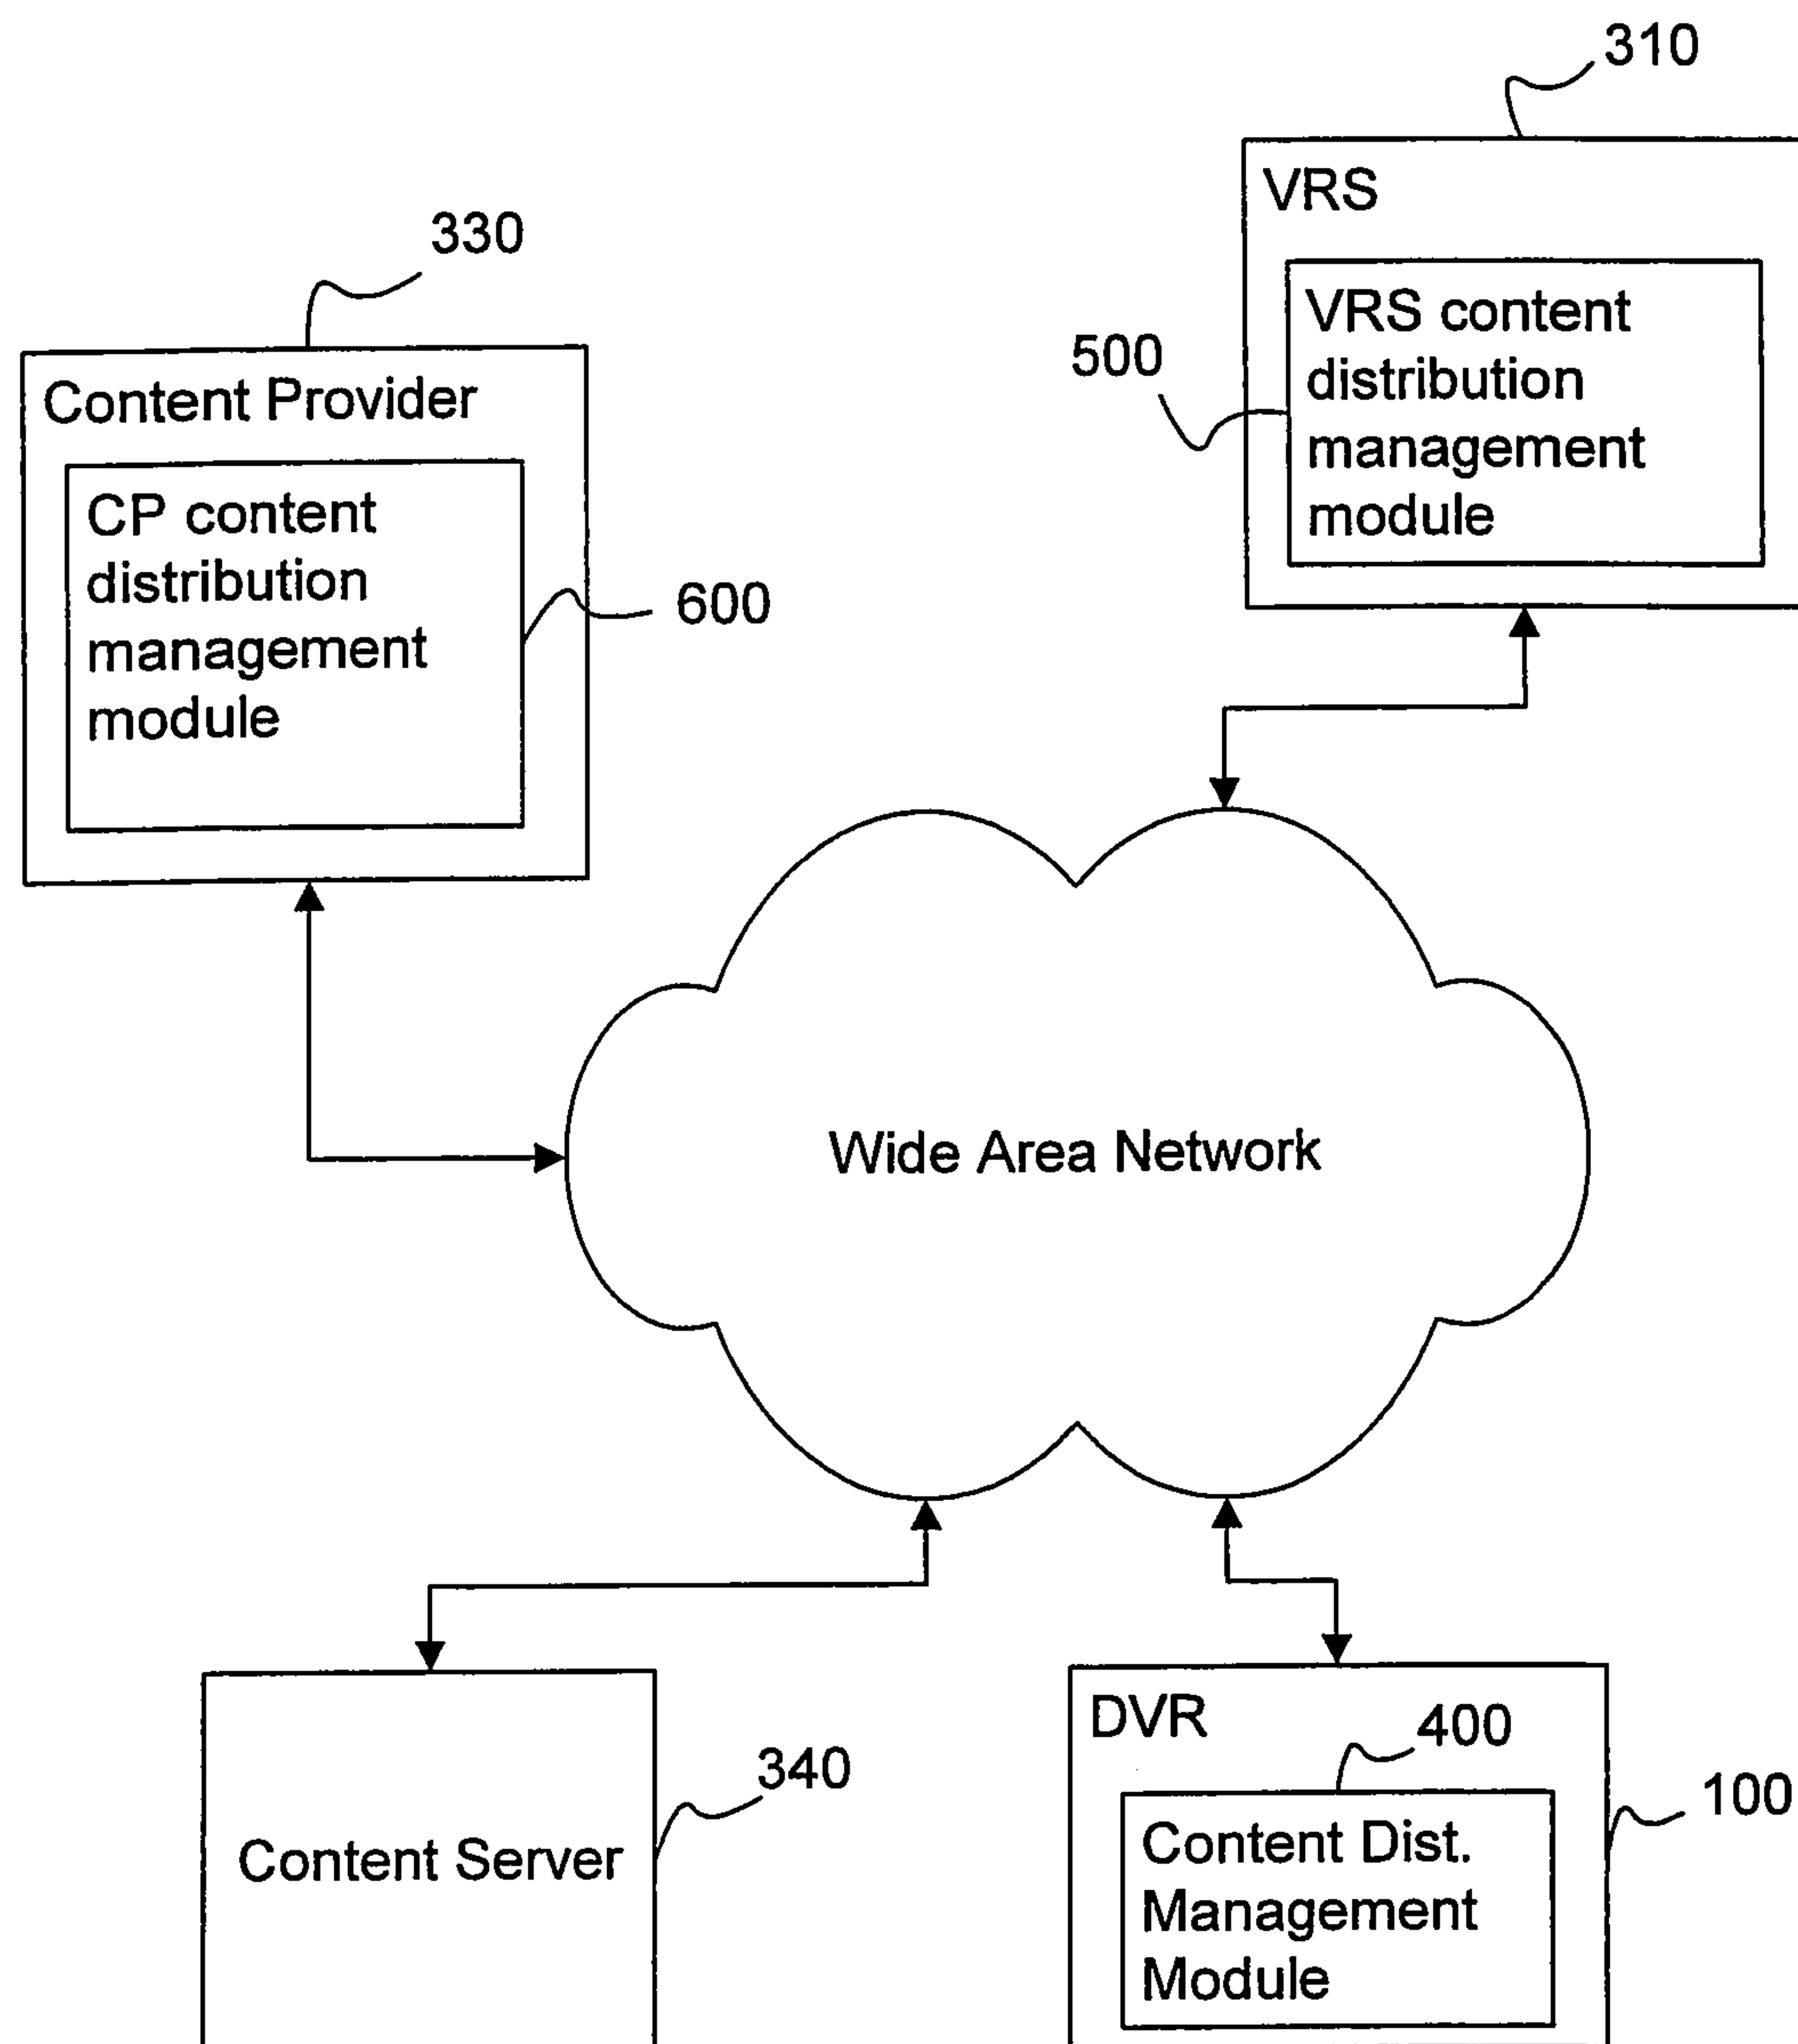 310
VRS
330
VRS content
distribution
management
module
500
Content Provider
CP content
distribution
management
module
600
Wide Area Network
DVR
400
340
100
Content Server
Content Dist.
Management
Module